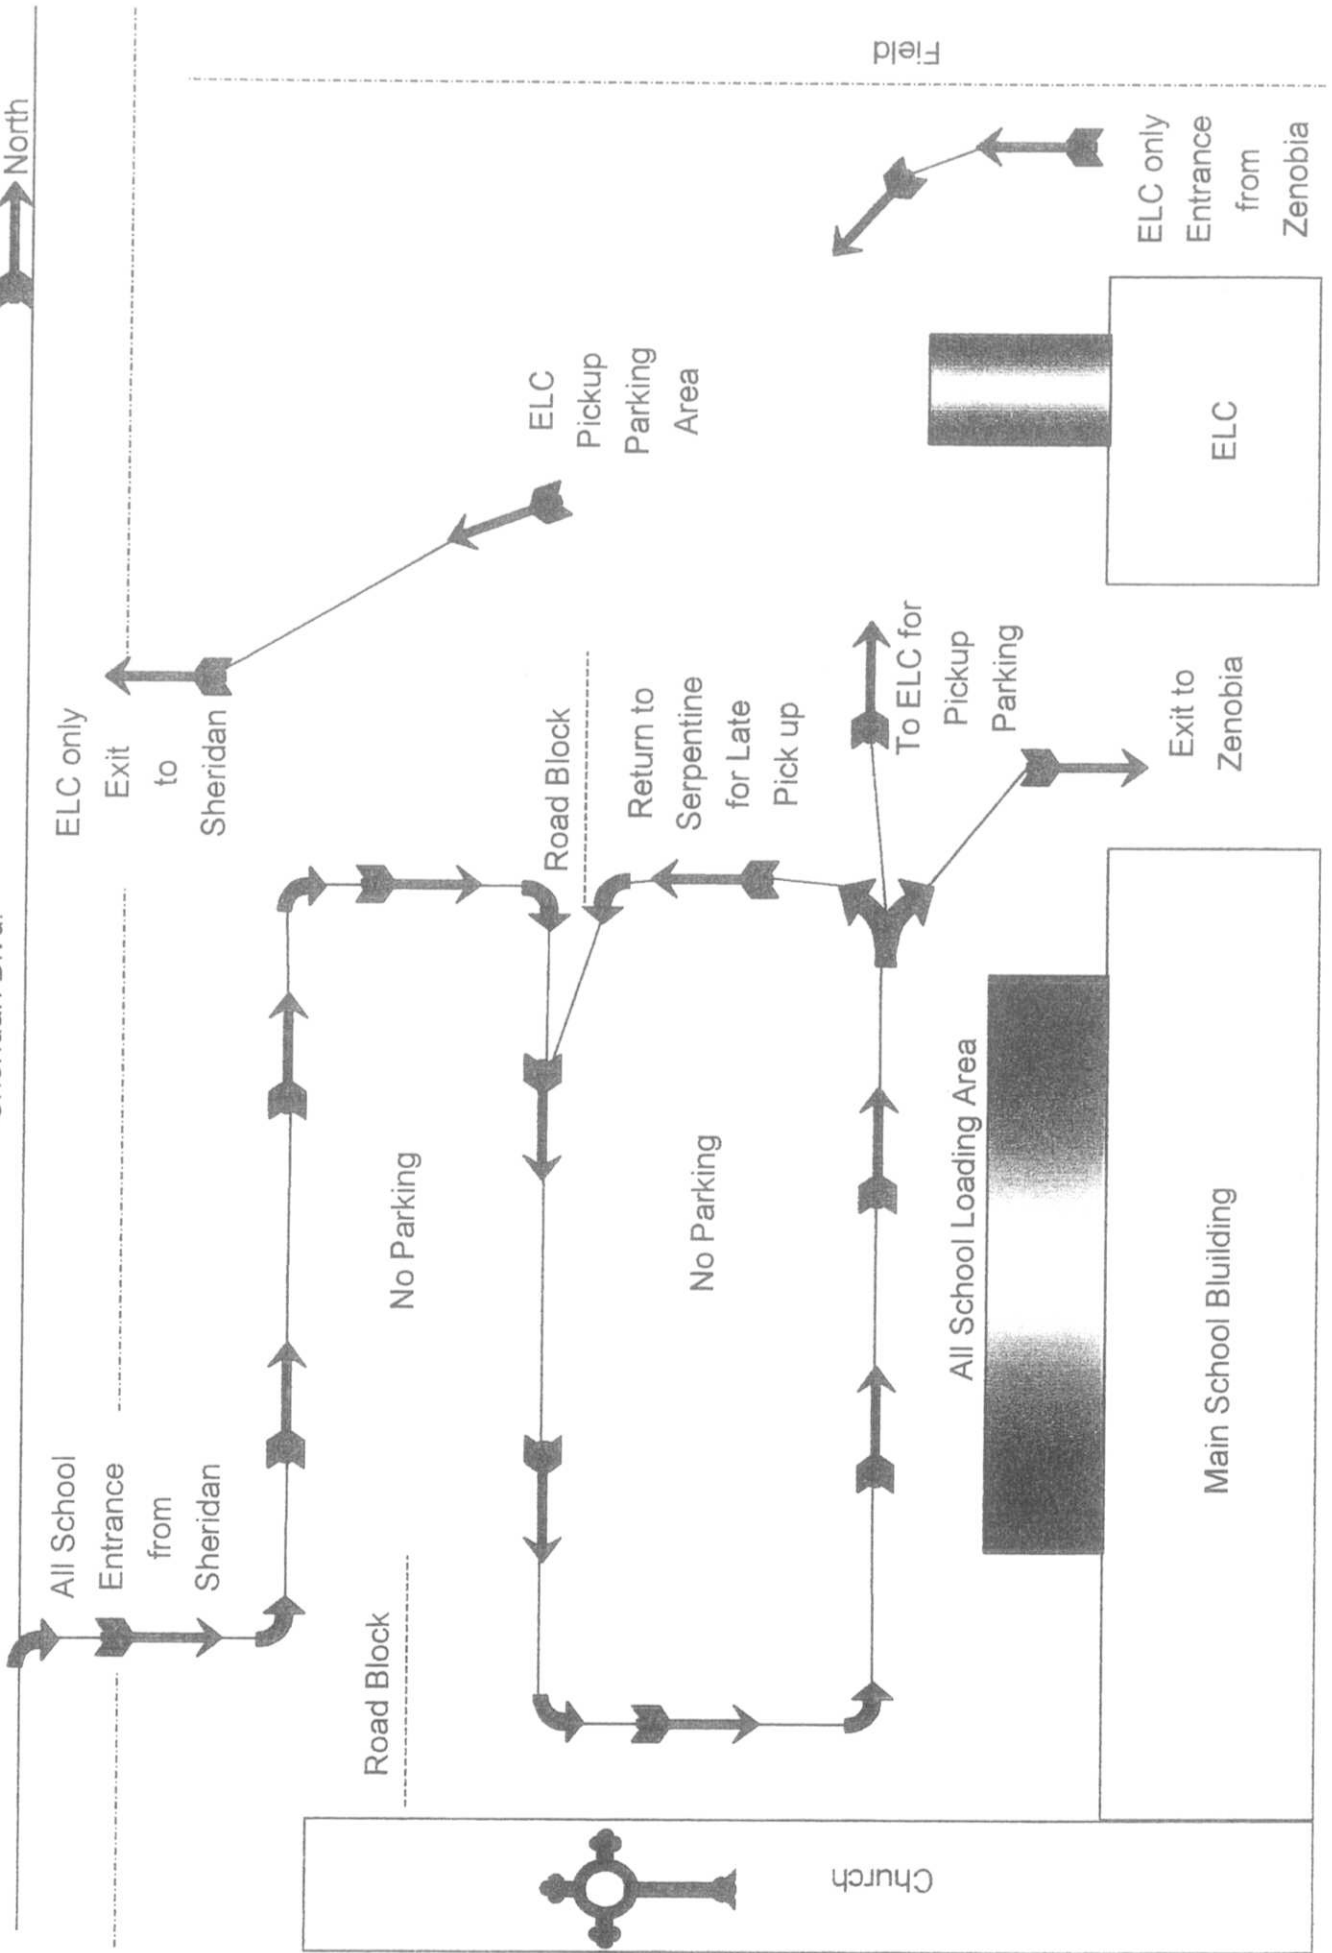 North
All School
Entrance
from
Sheridan
ELC only
Exit
to
Sheridan
Road Block
No Parking
Road Block
ELC
Pickup
Parking
Area
Return to
Serpentine
for Late
Pick up
No Parking
To ELC for
Pickup
Parking
Exit to
Zenobia
All School Loading Area
Main School Bluilding
ELC
ELC only
Entrance
from
Zenobia
Field
Church